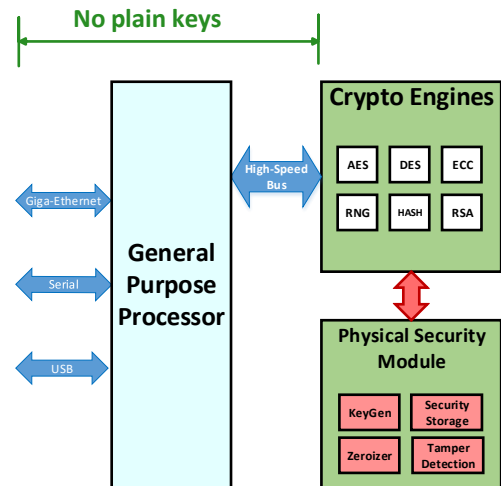 No plain keys
Crypto Engines
AES
DES
ECC
RNG
HASH
RSA
High-Speed
Bus
Giga-Ethernet
Serial
USB
General
Purpose
Processor
Physical Security
Module
KeyGen
Security
Storage
Zeroizer
Tamper
Detection